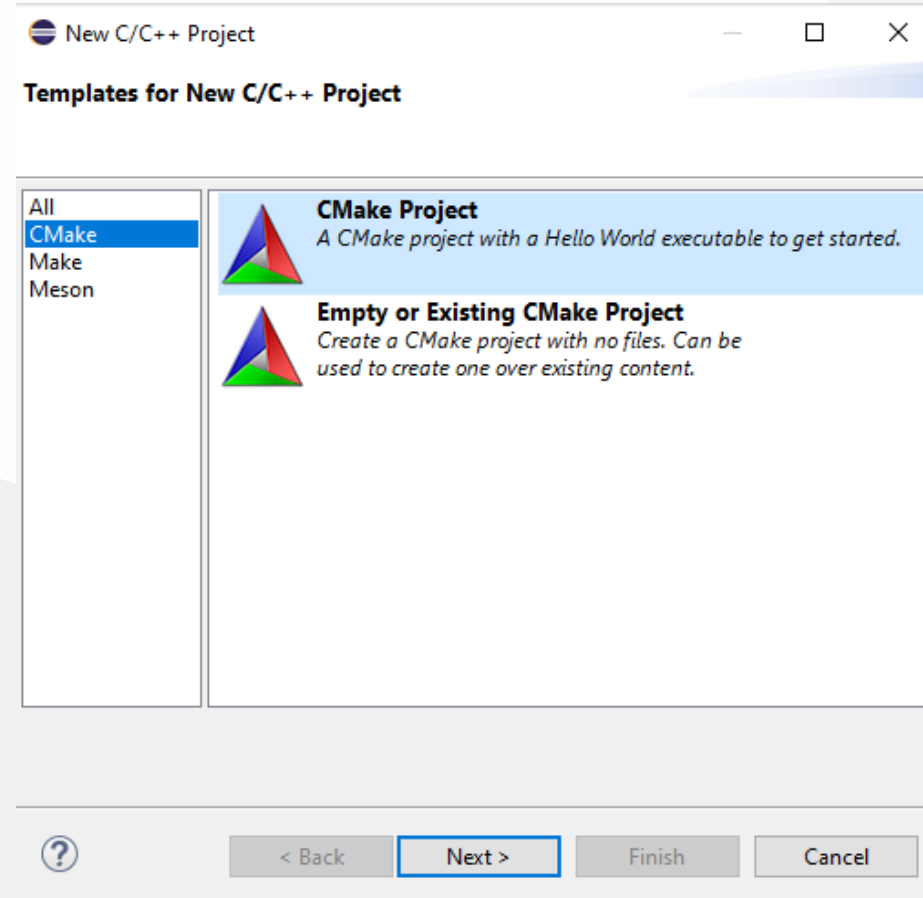 New C/C++ Project
Templates for New C/C++ Project
All
CMake
Make
Meson
CMake Project
A CMake project with a Hello World executable to get started.
Empty or Existing CMake Project
Create a CMake project with no files. Can be
used to create one over existing content.
?
< Back
Next >
Finish
Cancel